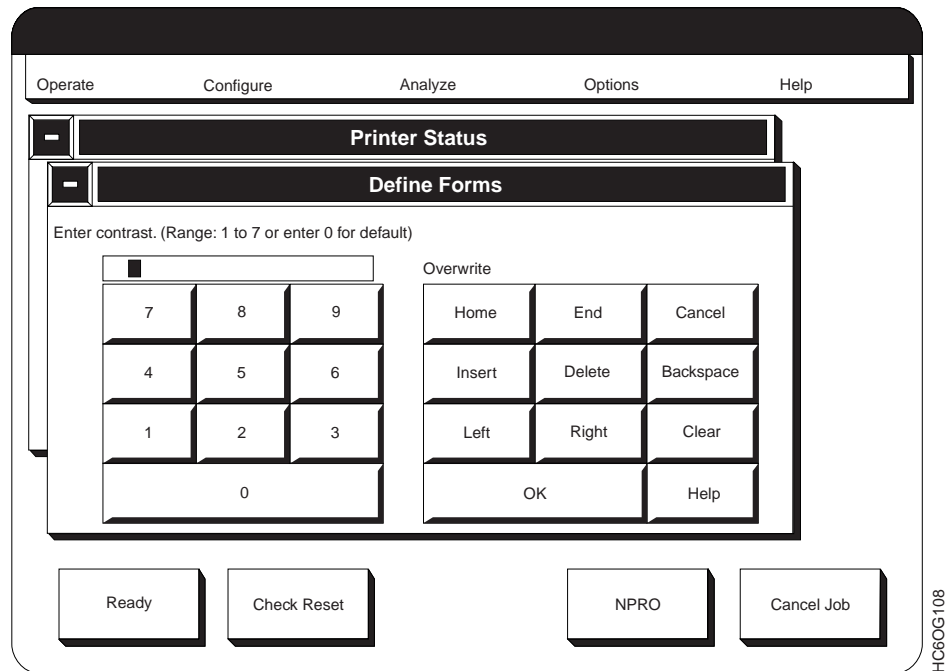 Operate Configure Analyze Options Help
Printer Status
Define Forms
Enter contrast. (Range: 1 to 7 or enter 0 for default)
Overwrite
7 8 9 Home End Cancel
4 5 6 Insert Delete Backspace
1 2 3 Left Right Clear
0 OK Help
Ready Check Reset NPRO Cancel Job
HC6OG108